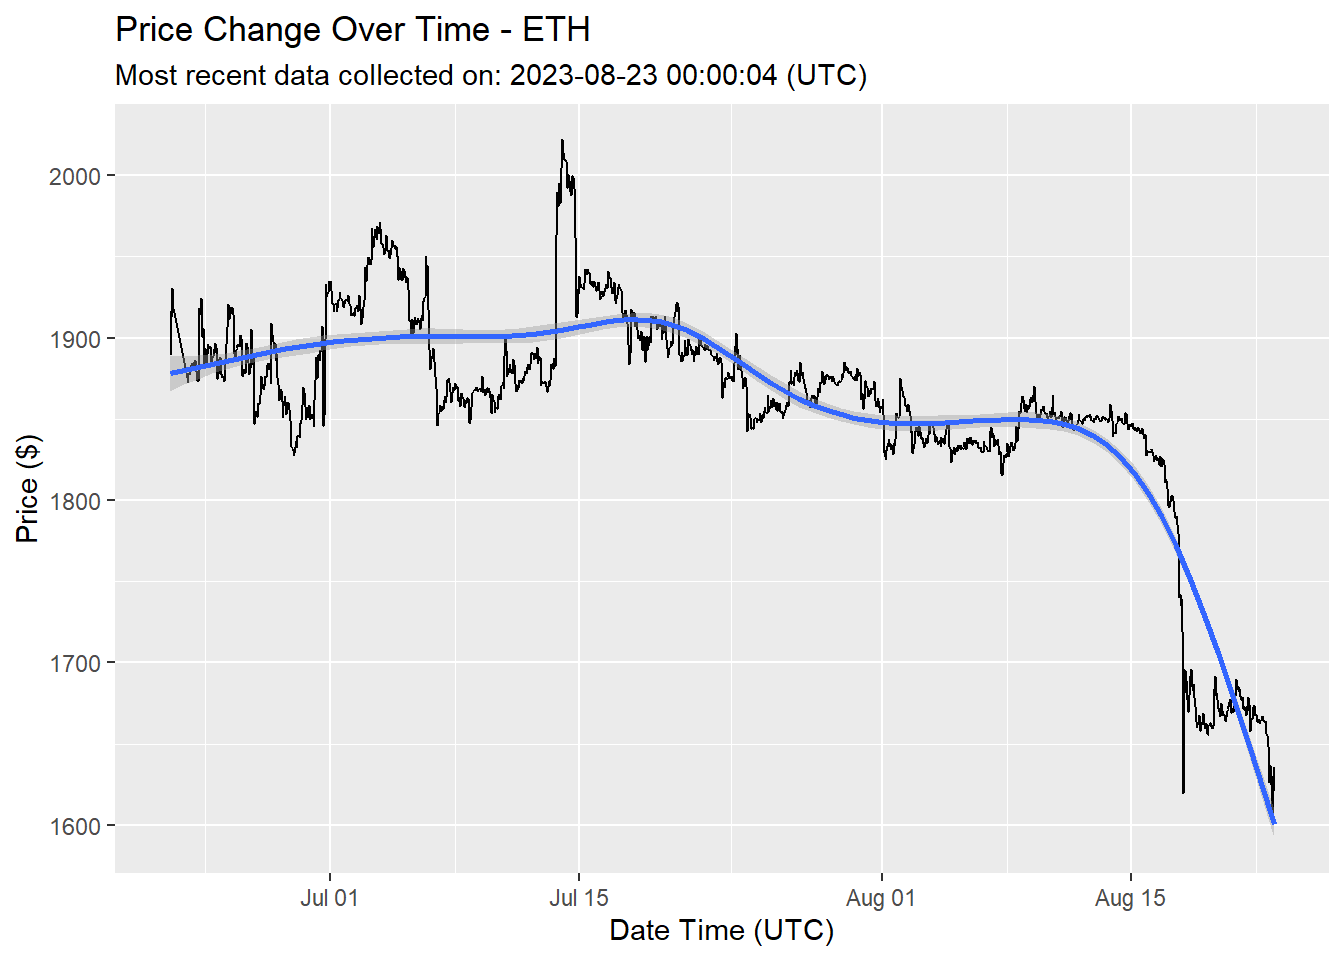 Price Change Over Time - ETH
Most recent data collected on: 2023-08-23 00:00:04 (UTC)
Price ($)
2000
1900
1800
1700
1600
Jul 01
Jul 15
Aug 01
Aug 15
Date Time (UTC)